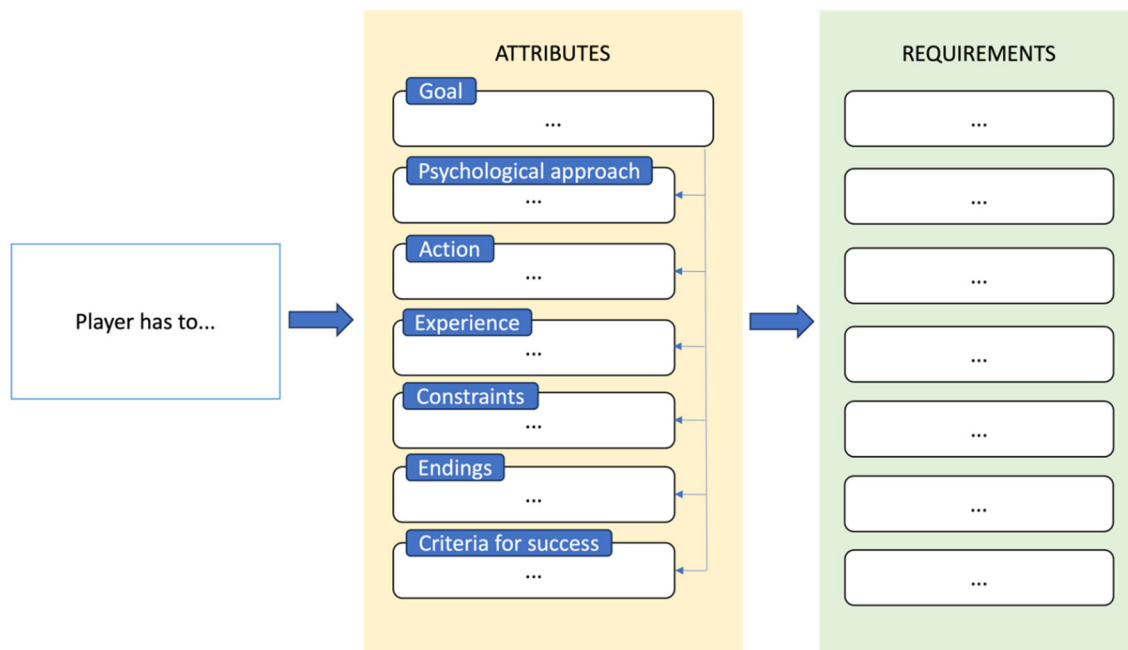 Player has to...
ATTRIBUTES
Goal
...
Psychological approach
...
Action
...
Experience
...
Constraints
...
Endings
...
Criteria for success
...
REQUIREMENTS
...
...
...
...
...
...
...